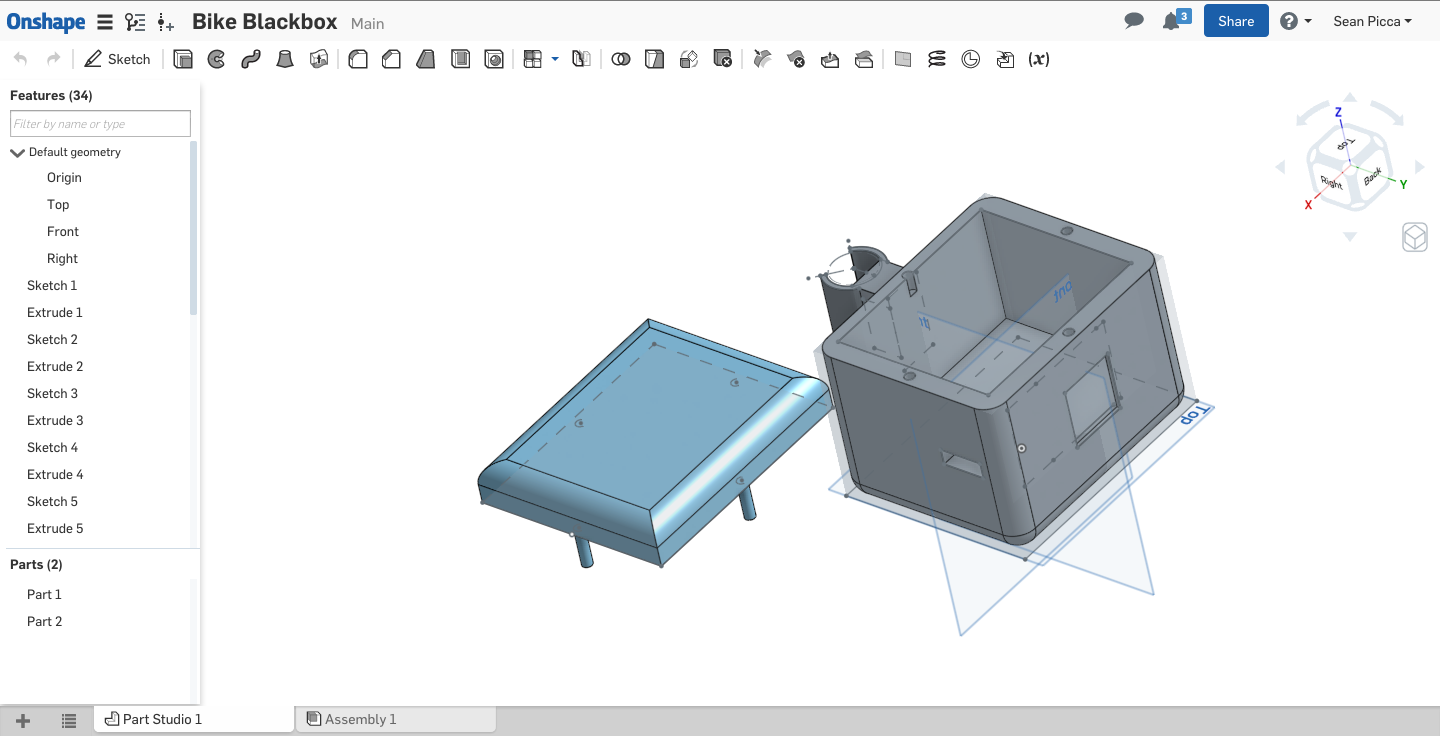 Onshape Bike Blackbox Main 3 Share ? Sean Picca
Sketch (x)
Features (34)
Filter by name or type
Default geometry
Origin
Top
Front
Right
Sketch 1
Extrude 1
Sketch 2
Extrude 2
Sketch 3
Extrude 3
Sketch 4
Extrude 4
Sketch 5
Extrude 5
Parts (2)
Part 1
Part 2
Z
Top
Right
Back
X
Y
Top
Part Studio 1
Assembly 1